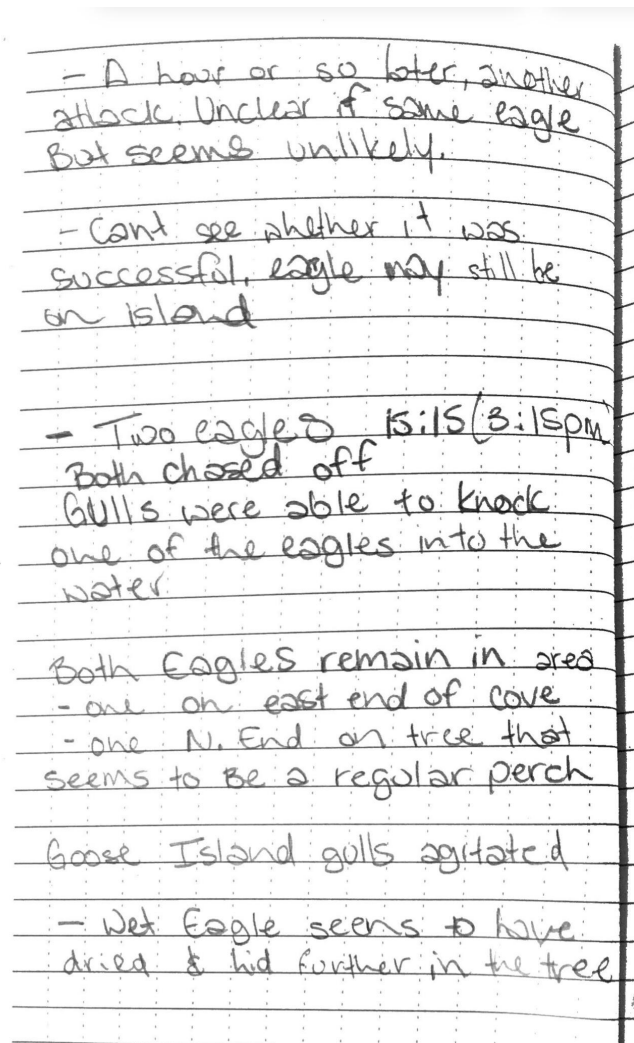 - A hour or so later, another
attack. Unclear if same eagle
But seems unlikely.
- Cant see whether it was
successful, eagle may still be
on island
- Two eagles 15:15 (3:15pm)
Both chased off
Gulls were able to knock
one of the eagles into the
water
Both Eagles remain in area
- one on east end of cove
- one N. End on tree that
seems to Be a regular perch
Goose Island gulls agitated
- Wet Eagle seems to have
dried & hid further in the tree